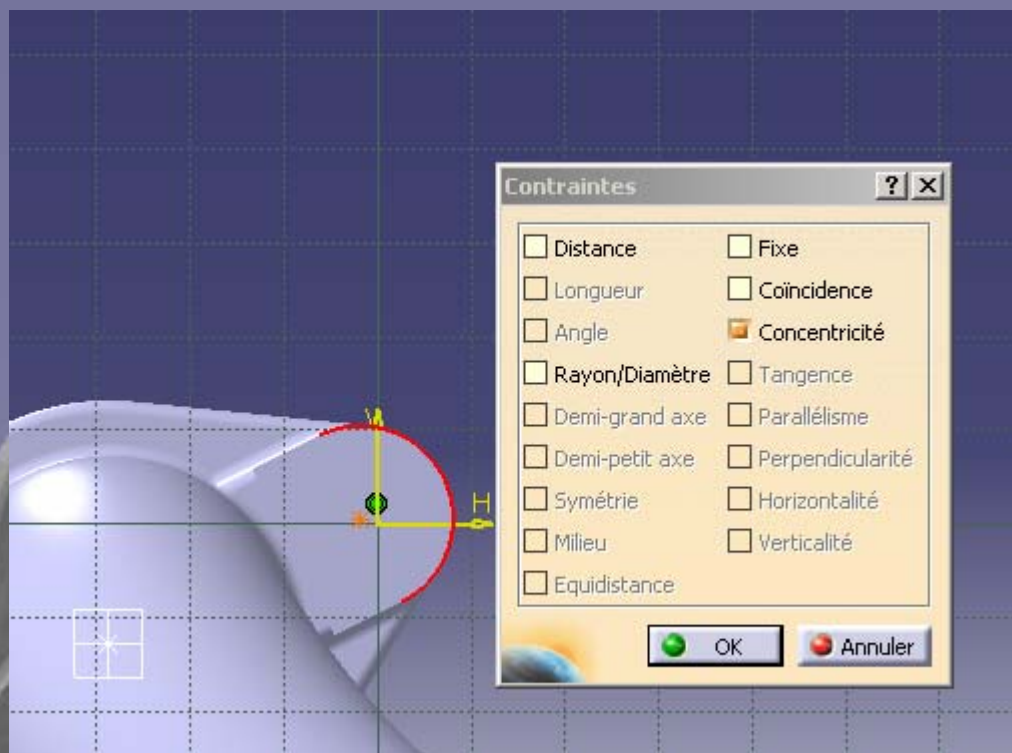 Contraintes
Distance
Fixe
Longueur
Coïncidence
Angle
Concentricité
Rayon/Diamètre
Tangence
Demi-grand axe
Parallélisme
Demi-petit axe
Perpendicularité
Symétrie
Horizontalité
Milieu
Verticalité
Equidistance
OK
Annuler
V
H